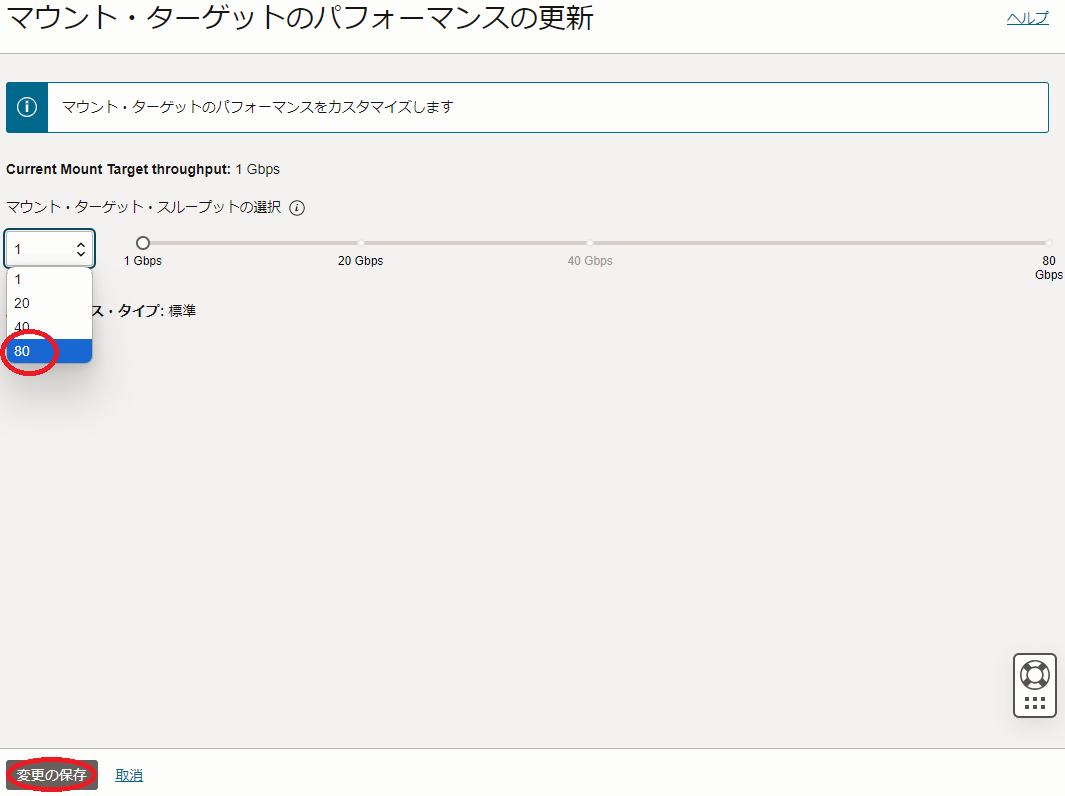 マウント・ターゲットのパフォーマンスの更新
ヘルプ
マウント・ターゲットのパフォーマンスをカスタマイズします
Current Mount Target throughput: 1 Gbps
マウント・ターゲット・スループットの選択
1
1 Gbps
20 Gbps
40 Gbps
80
Gbps
1
20
40
80
ス・タイプ: 標準
変更の保存
取消